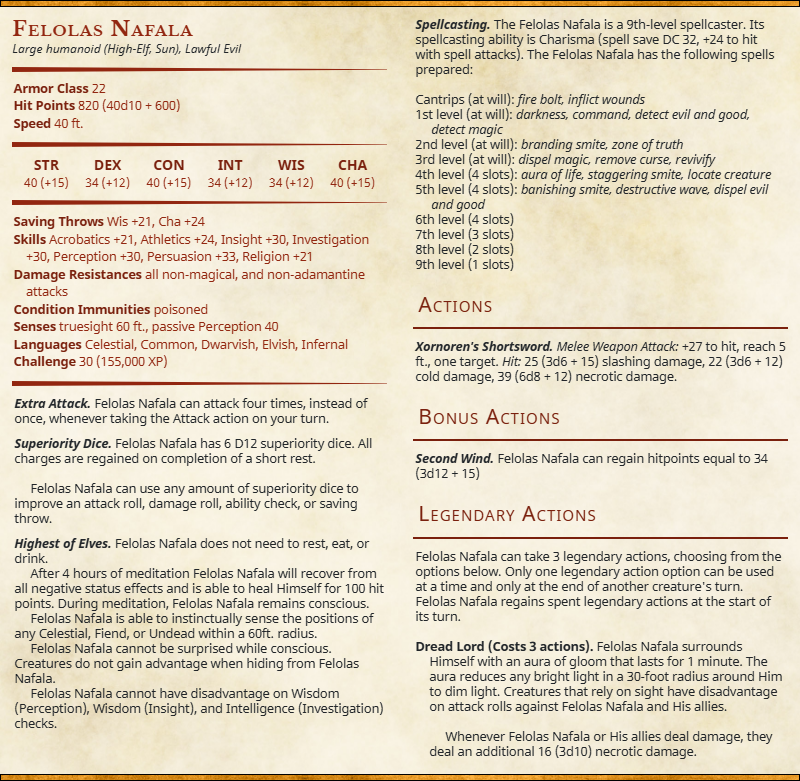 Felolas Nafala
Large humanoid (High-Elf, Sun), Lawful Evil
Armor Class 22
Hit Points 820 (40d10 + 600)
Speed 40 ft.
STR DEX CON INT WIS CHA
40 (+15) 34 (+12) 40 (+15) 34 (+12) 34 (+12) 40 (+15)
Saving Throws Wis +21, Cha +24
Skills Acrobatics +21, Athletics +24, Insight +30, Investigation
+30, Perception +30, Persuasion +33, Religion +21
Damage Resistances all non-magical, and non-adamantine
attacks
Condition Immunities poisoned
Senses truesight 60 ft., passive Perception 40
Languages Celestial, Common, Dwarvish, Elvish, Infernal
Challenge 30 (155,000 XP)
Extra Attack. Felolas Nafala can attack four times, instead of
once, whenever taking the Attack action on your turn.
Superiority Dice. Felolas Nafala has 6 D12 superiority dice. All
charges are regained on completion of a short rest.
Felolas Nafala can use any amount of superiority dice to
improve an attack roll, damage roll, ability check, or saving
throw.
Highest of Elves. Felolas Nafala does not need to rest, eat, or
drink.
After 4 hours of meditation Felolas Nafala will recover from
all negative status effects and is able to heal Himself for 100 hit
points. During meditation, Felolas Nafala remains conscious.
Felolas Nafala is able to instinctually sense the positions of
any Celestial, Fiend, or Undead within a 60ft. radius.
Felolas Nafala cannot be surprised while conscious.
Creatures do not gain advantage when hiding from Felolas
Nafala.
Felolas Nafala cannot have disadvantage on Wisdom
(Perception), Wisdom (Insight), and Intelligence (Investigation)
checks.
Spellcasting. The Felolas Nafala is a 9th-level spellcaster. Its
spellcasting ability is Charisma (spell save DC 32, +24 to hit
with spell attacks). The Felolas Nafala has the following spells
prepared:
Cantrips (at will): fire bolt, inflict wounds
1st level (at will): darkness, command, detect evil and good,
detect magic
2nd level (at will): branding smite, zone of truth
3rd level (at will): dispel magic, remove curse, revivify
4th level (4 slots): aura of life, staggering smite, locate creature
5th level (4 slots): banishing smite, destructive wave, dispel evil
and good
6th level (4 slots)
7th level (3 slots)
8th level (2 slots)
9th level (1 slots)
Actions
Xornoren's Shortsword. Melee Weapon Attack: +27 to hit, reach 5
ft., one target. Hit: 25 (3d6 + 15) slashing damage, 22 (3d6 + 12)
cold damage, 39 (6d8 + 12) necrotic damage.
Bonus Actions
Second Wind. Felolas Nafala can regain hitpoints equal to 34
(3d12 + 15)
Legendary Actions
Felolas Nafala can take 3 legendary actions, choosing from the
options below. Only one legendary action option can be used
at a time and only at the end of another creature's turn.
Felolas Nafala regains spent legendary actions at the start of
its turn.
Dread Lord (Costs 3 actions). Felolas Nafala surrounds
Himself with an aura of gloom that lasts for 1 minute. The
aura reduces any bright light in a 30-foot radius around Him
to dim light. Creatures that rely on sight have disadvantage
on attack rolls against Felolas Nafala and His allies.
Whenever Felolas Nafala or His allies deal damage, they
deal an additional 16 (3d10) necrotic damage.